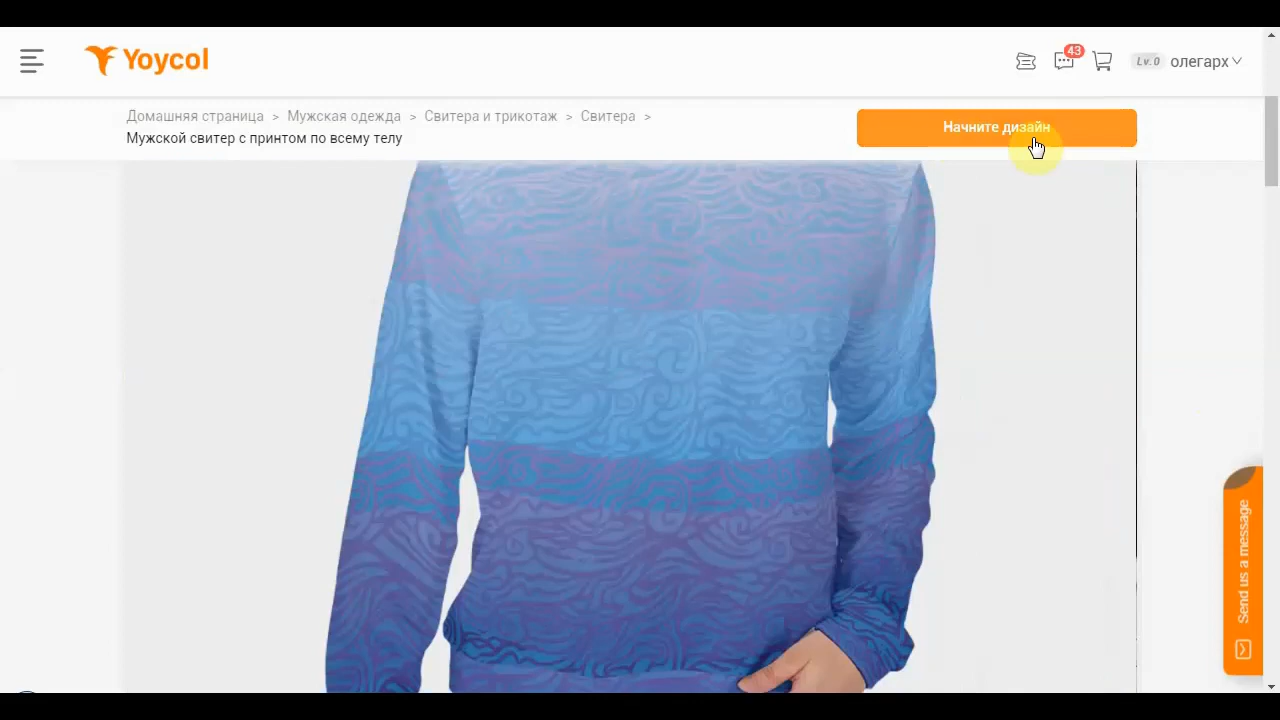 Yoycol
43
Lv.0 олегарх
Домашняя страница > Мужская одежда > Свитера и трикотаж > Свитера >
Мужской свитер с принтом по всему телу
Начните дизайн
Send us a message